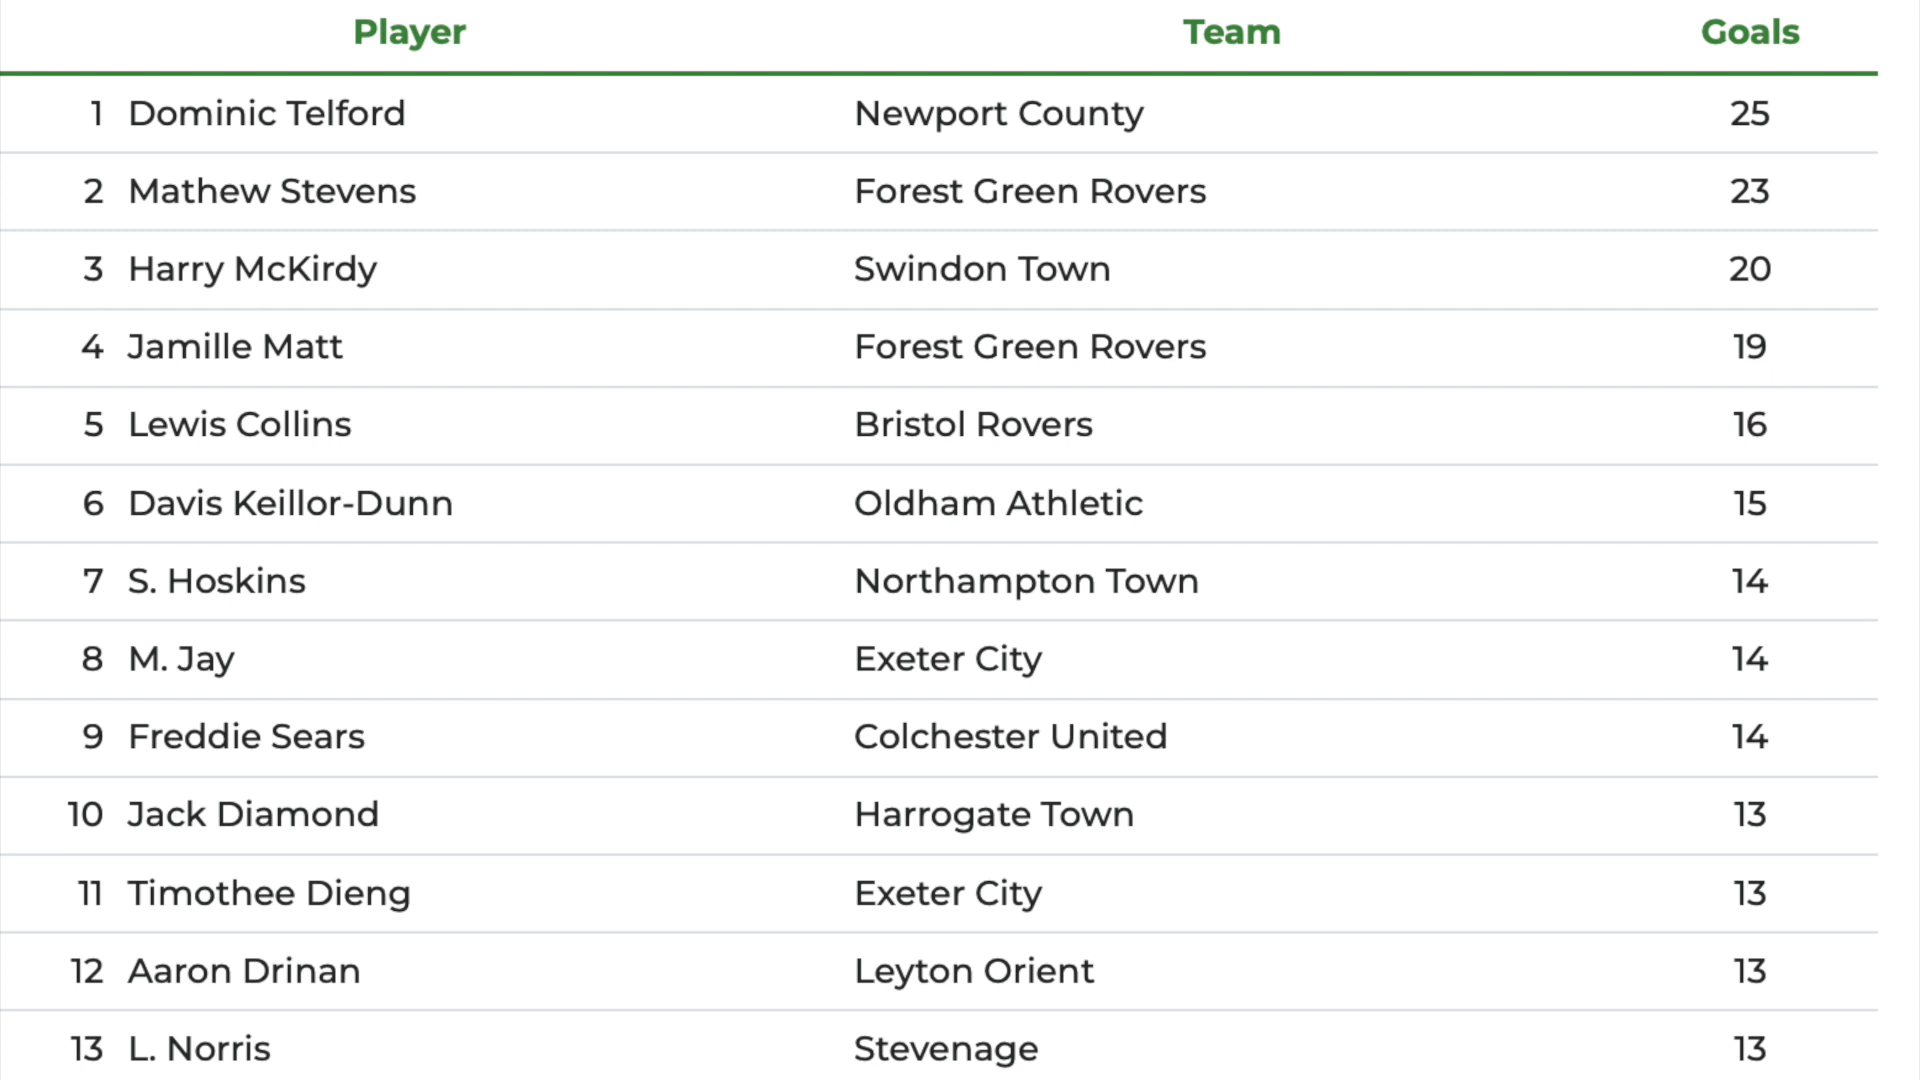 Player Team Goals
1 Dominic Telford Newport County 25
2 Mathew Stevens Forest Green Rovers 23
3 Harry McKirdy Swindon Town 20
4 Jamille Matt Forest Green Rovers 19
5 Lewis Collins Bristol Rovers 16
6 Davis Keillor-Dunn Oldham Athletic 15
7 S. Hoskins Northampton Town 14
8 M. Jay Exeter City 14
9 Freddie Sears Colchester United 14
10 Jack Diamond Harrogate Town 13
11 Timothee Dieng Exeter City 13
12 Aaron Drinan Leyton Orient 13
13 L. Norris Stevenage 13